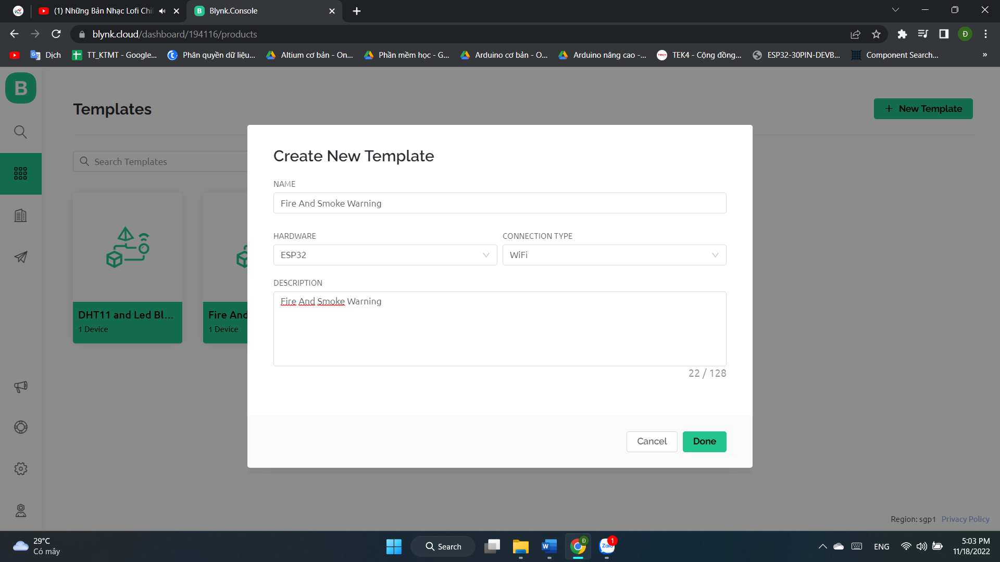 (1) Những Bản Nhạc Lofi Chi
Blynk.Console
blynk.cloud/dashboard/194116/products
Đ
Dịch
TT_KTMT - Google...
Phân quyền dữ liệu...
Altium cơ bản - On...
Phần mềm học - G...
Arduino cơ bản - O...
Arduino nâng cao -...
TEK4 - Cộng đồng...
ESP32-30PIN-DEVB...
Component Search...
»
B
Templates
+ New Template
Search Templates
Create New Template
NAME
Fire And Smoke Warning
HARDWARE
CONNECTION TYPE
ESP32
WiFi
DESCRIPTION
Fire And Smoke Warning
22 / 128
DHT11 and Led Bl...
1 Device
Fire And
1 Device
Cancel
Done
Region: sgp1 Privacy Policy
29°C
Có mây
Search
Zalo
1
ENG
5:03 PM
11/18/2022